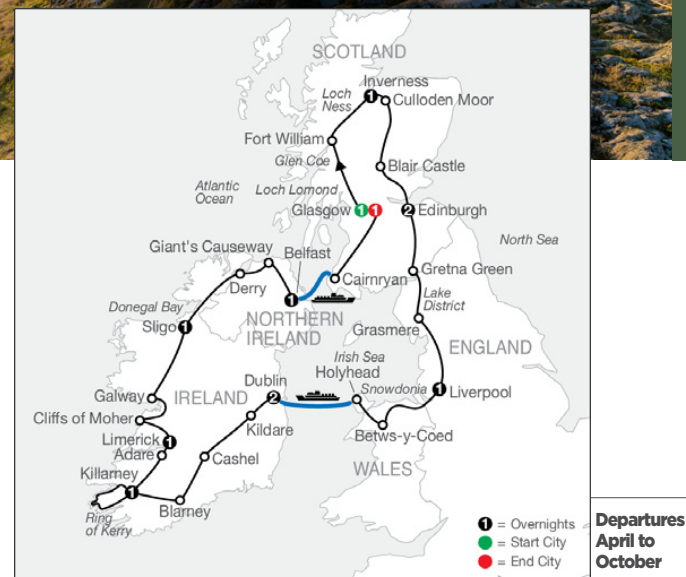 SCOTLAND
Inverness
Loch
Ness
Culloden Moor
Fort William
Glen Coe
Blair Castle
Atlantic
Ocean
Loch Lomond
Glasgow 1 1
2 Edinburgh
North Sea
Giant's Causeway
Belfast
Derry
Cairnryan
Gretna Green
Lake
District
Donegal Bay
Sligo 1
1
NORTHERN
IRELAND
Grasmere
ENGLAND
Irish Sea
Holyhead
Dublin
2
Snowdonia
1 Liverpool
Galway
IRELAND
Cliffs of Moher
Kildare
Betws-y-Coed
Limerick 1
Adare
Cashel
WALES
Killarney
1
Blarney
Ring
of Kerry
1 = Overnights
= Start City
= End City
1
Departures
April to
October